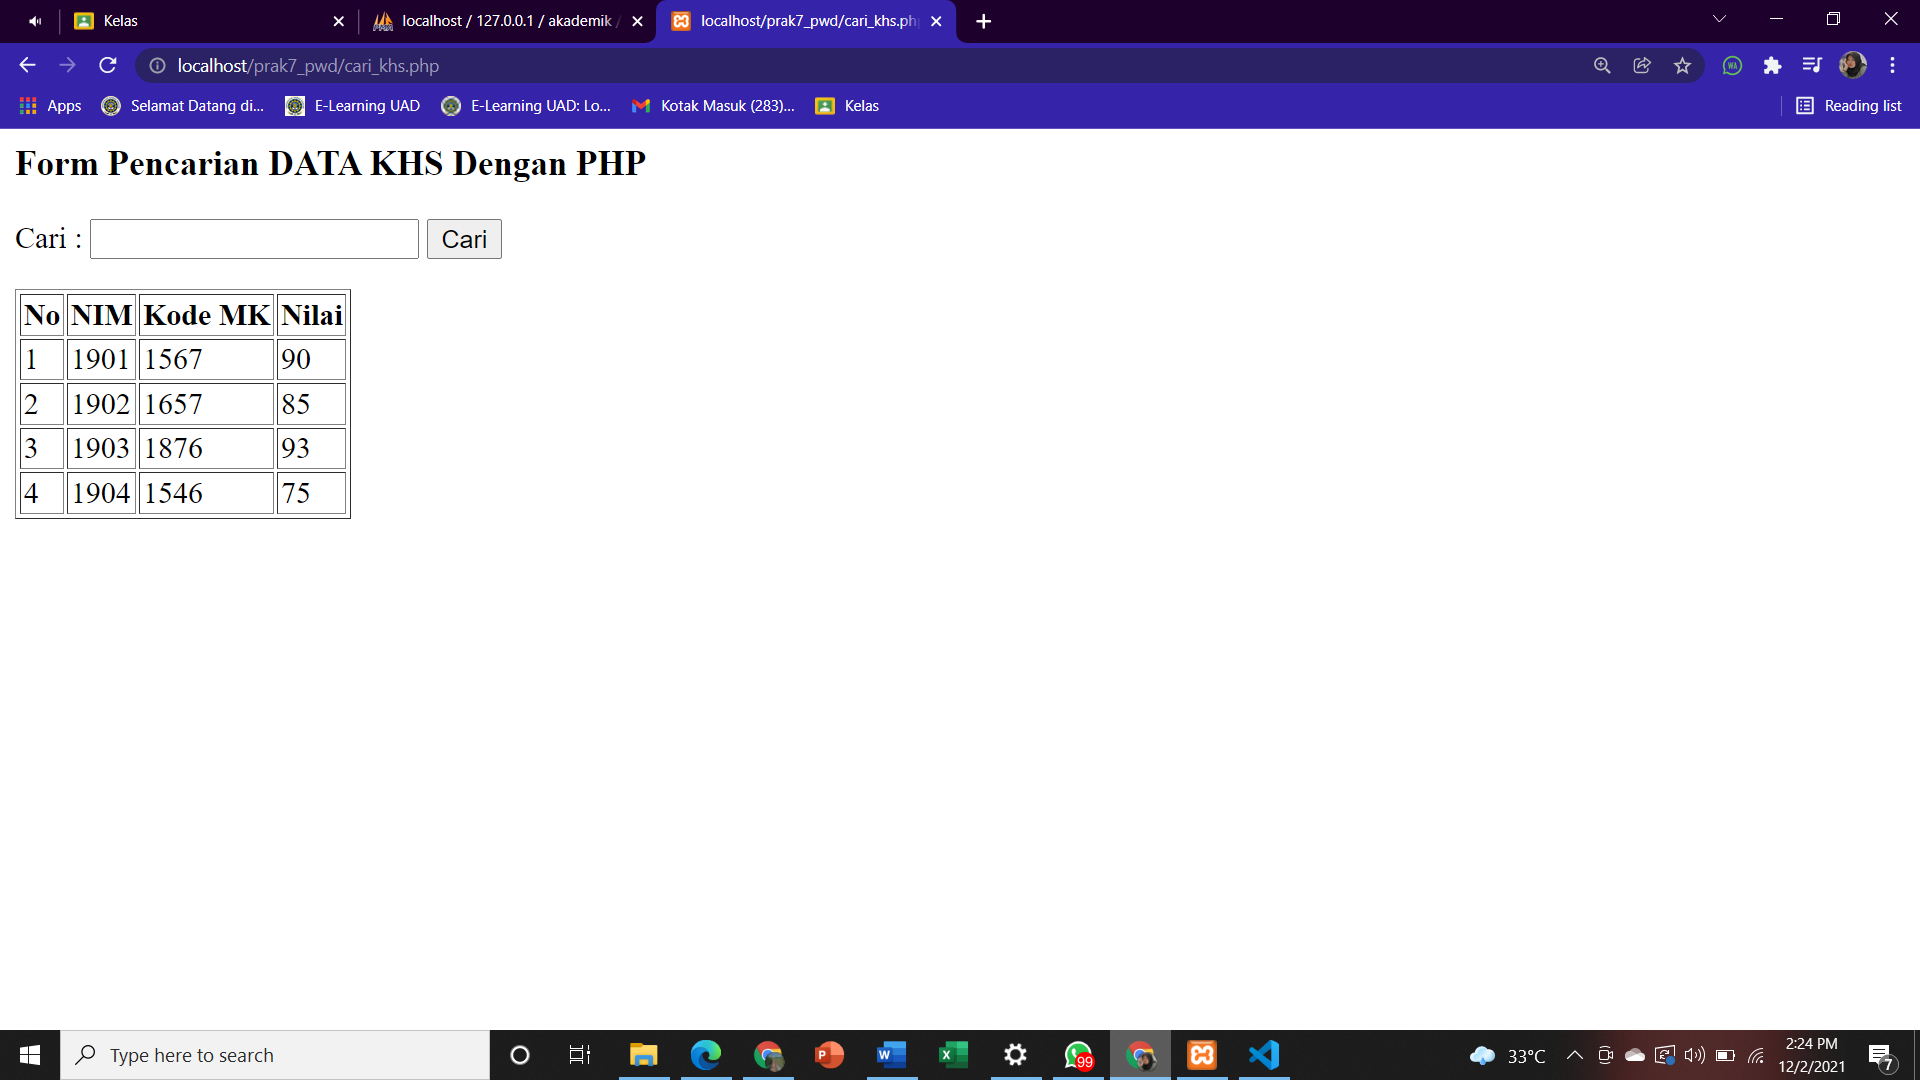 Kelas
localhost / 127.0.0.1 / akademik /
localhost/prak7_pwd/cari_khs.ph
localhost/prak7_pwd/cari_khs.php
WA
Apps
Selamat Datang di...
E-Learning UAD
E-Learning UAD: Lo...
Kotak Masuk (283)...
Kelas
Reading list
Form Pencarian DATA KHS Dengan PHP
Cari : Cari
No NIM Kode MK Nilai
1 1901 1567 90
2 1902 1657 85
3 1903 1876 93
4 1904 1546 75
Type here to search
99
33°C
2:24 PM
12/2/2021
7